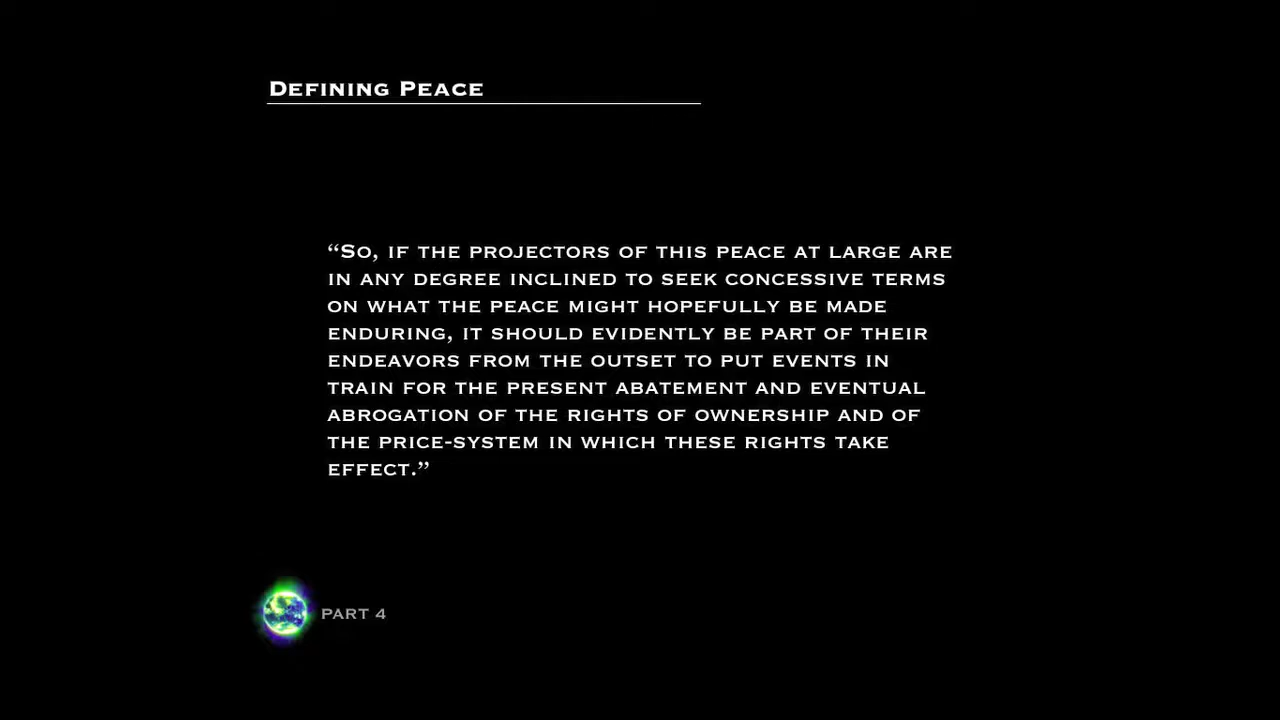 Defining Peace
“So, if the projectors of this peace at large are
in any degree inclined to seek concessive terms
on what the peace might hopefully be made
enduring, it should evidently be part of their
endeavors from the outset to put events in
train for the present abatement and eventual
abrogation of the rights of ownership and of
the price-system in which these rights take
effect.”
PART 4